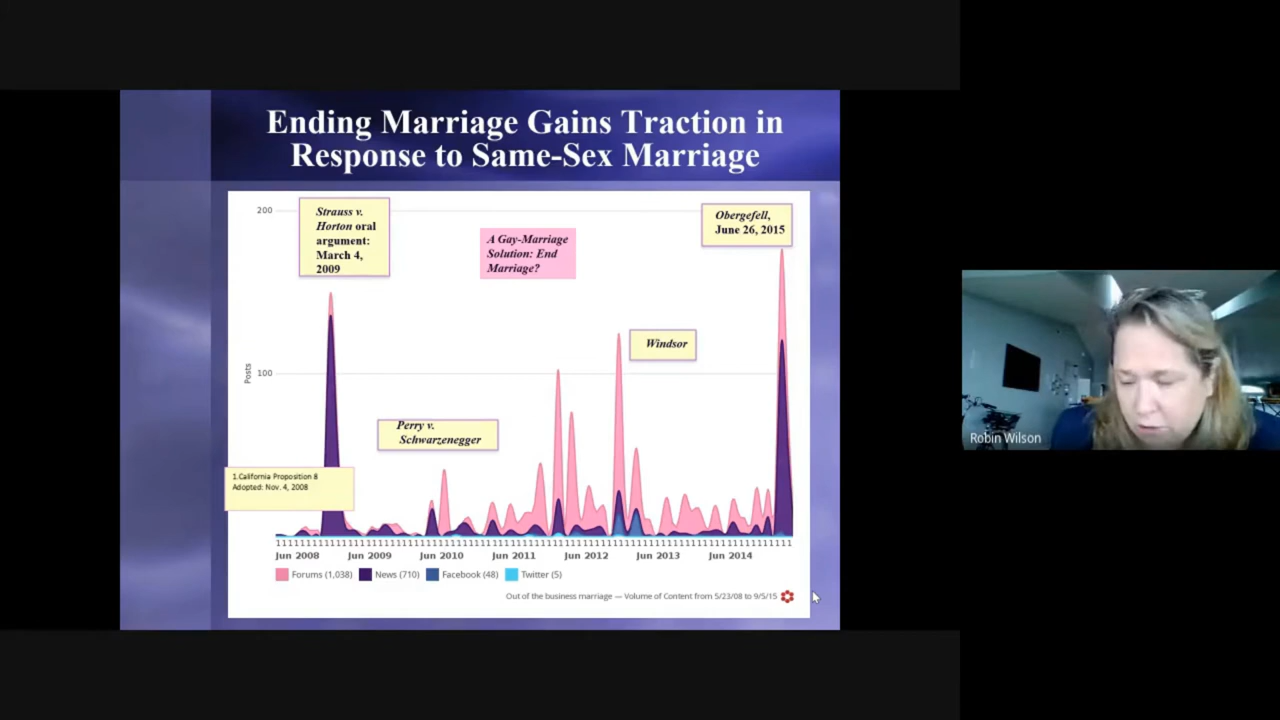 Ending Marriage Gains Traction in
Response to Same-Sex Marriage
200
Strauss v.
Horton oral
argument:
March 4,
2009
A Gay-Marriage
Solution: End
Marriage?
Obergefell,
June 26, 2015
Windsor
100
Posts
Perry v.
Schwarzenegger
1.California Proposition 8
Adopted: Nov. 4, 2008
Jun 2008 Jun 2009 Jun 2010 Jun 2011 Jun 2012 Jun 2013 Jun 2014
Forums (1,038) News (710) Facebook (48) Twitter (5)
Out of the business marriage — Volume of Content from 5/23/08 to 9/5/15
Robin Wilson